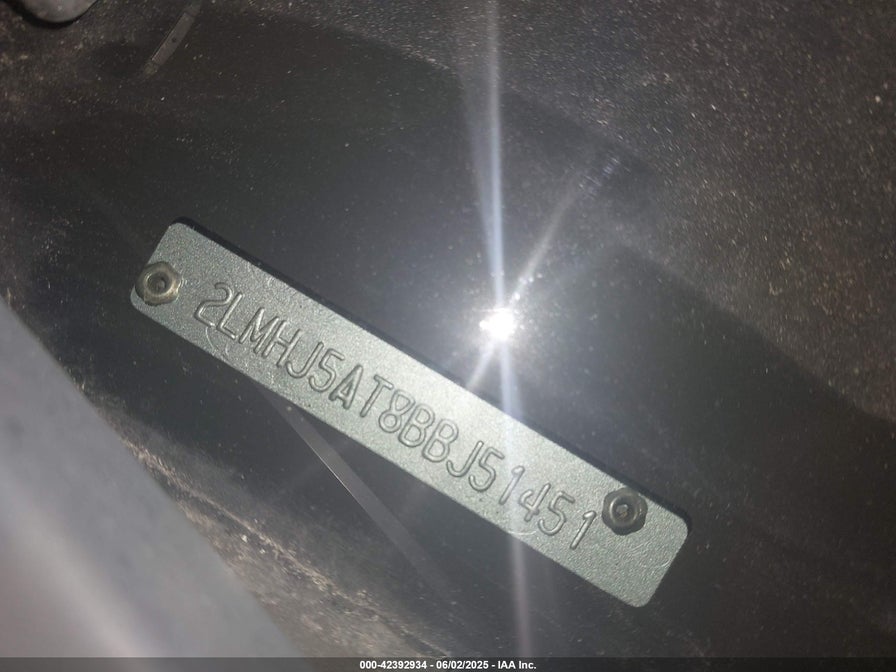 2LMHJ5AT8BBJ51451
000-42392934 - 06/02/2025 - IAA Inc.